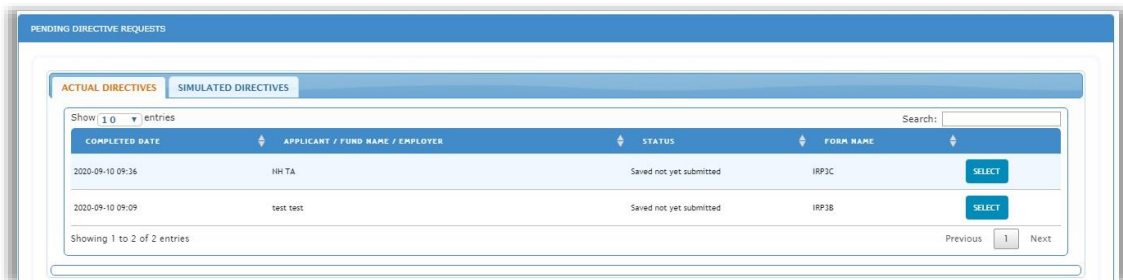 PENDING DIRECTIVE REQUESTS
ACTUAL DIRECTIVES SIMULATED DIRECTIVES
Show 10 entries Search:
COMPLETED DATE APPLICANT / FUND NAME / EMPLOYER STATUS FORM NAME
2020-09-10 09:36 NH TA Saved not yet submitted IRP3C SELECT
2020-09-10 09:09 test test Saved not yet submitted IRP3B SELECT
Showing 1 to 2 of 2 entries Previous 1 Next